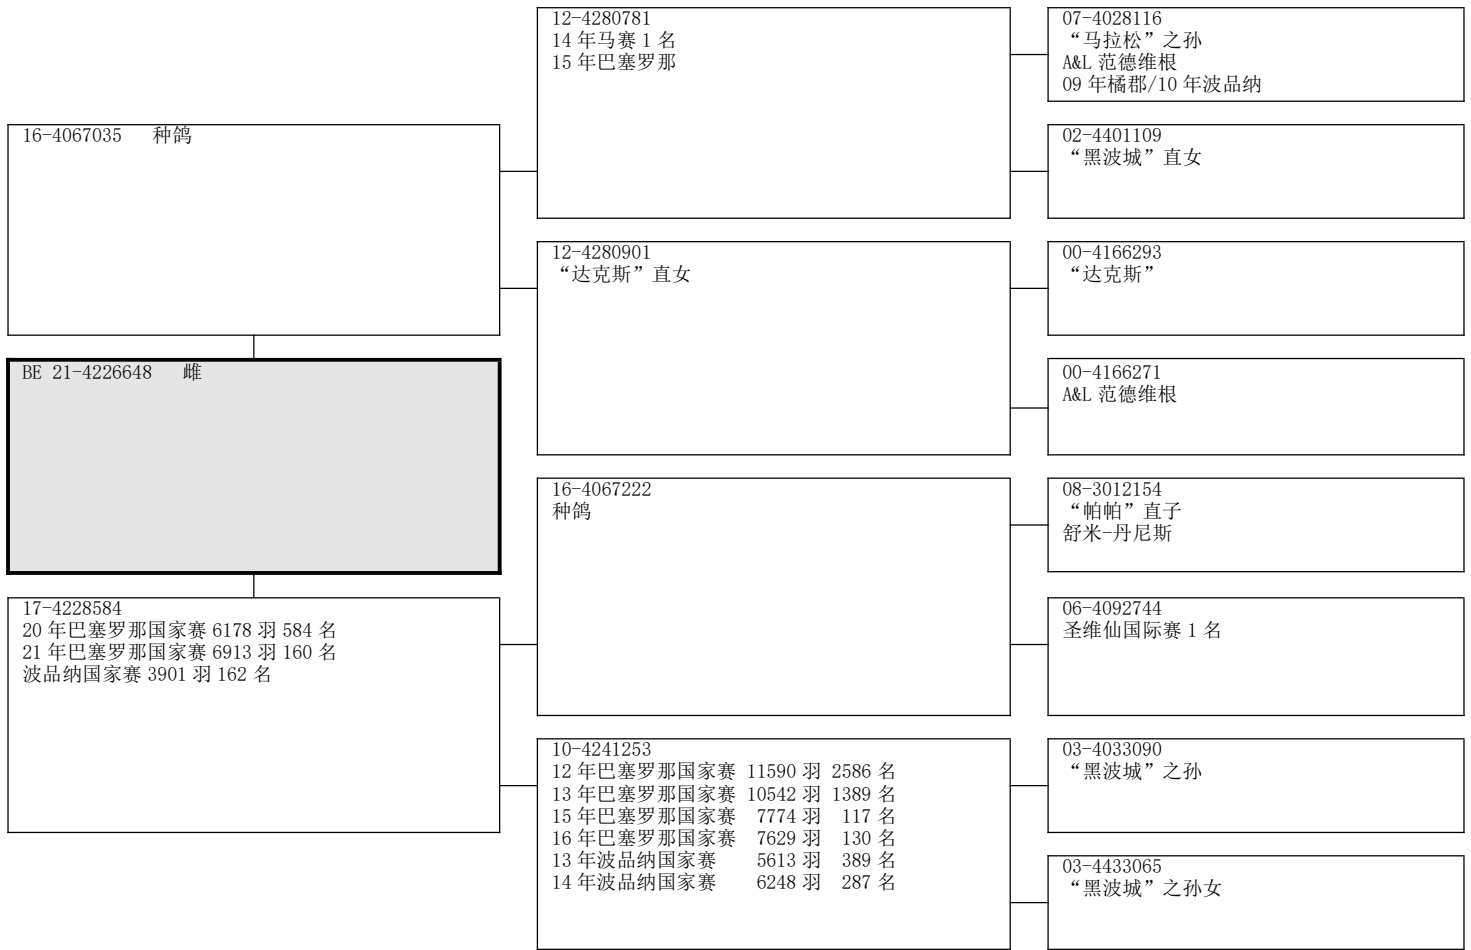 16-4067035 种鸽
BE 21-4226648 雌
17-4228584
20 年巴塞罗那国家赛 6178 羽 584 名
21 年巴塞罗那国家赛 6913 羽 160 名
波品纳国家赛 3901 羽 162 名
12-4280781
14 年马赛 1 名
15 年巴塞罗那
12-4280901
“达克斯”直女
16-4067222
种鸽
10-4241253
12 年巴塞罗那国家赛 11590 羽 2586 名
13 年巴塞罗那国家赛 10542 羽 1389 名
15 年巴塞罗那国家赛 7774 羽 117 名
16 年巴塞罗那国家赛 7629 羽 130 名
13 年波品纳国家赛 5613 羽 389 名
14 年波品纳国家赛 6248 羽 287 名
07-4028116
“马拉松”之孙
A&L 范德维根
09 年橘郡/10 年波品纳
02-4401109
“黑波城”直女
00-4166293
“达克斯”
00-4166271
A&L 范德维根
08-3012154
“帕帕”直子
舒米-丹尼斯
06-4092744
圣维仙国际赛 1 名
03-4033090
“黑波城”之孙
03-4433065
“黑波城”之孙女